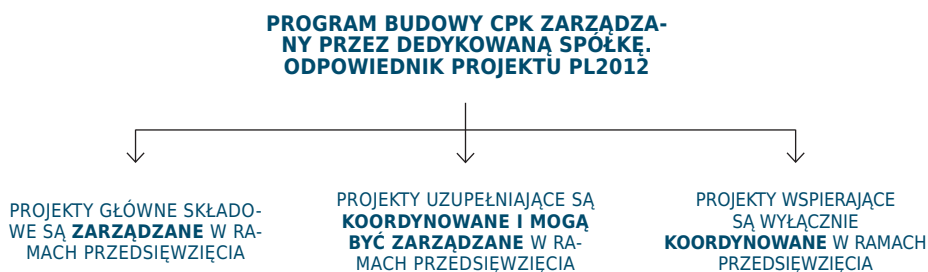 PROGRAM BUDOWY CPK ZARZĄDZA-
NY PRZEZ DEDYKOWANĄ SPÓŁKĘ.
ODPOWIEDNIK PROJEKTU PL2012
PROJEKTY GŁÓWNE SKŁADO-
WE SĄ ZARZĄDZANE W RA-
MACH PRZEDSIĘWZIĘCIA
PROJEKTY UZUPEŁNIAJĄCE SĄ
KOORDYNOWANE I MOGĄ
BYĆ ZARZĄDZANE W RA-
MACH PRZEDSIĘWZIĘCIA
PROJEKTY WSPIERAJĄCE
SĄ WYŁĄCZNIE
KOORDYNOWANE W RAMACH
PRZEDSIĘWZIĘCIA